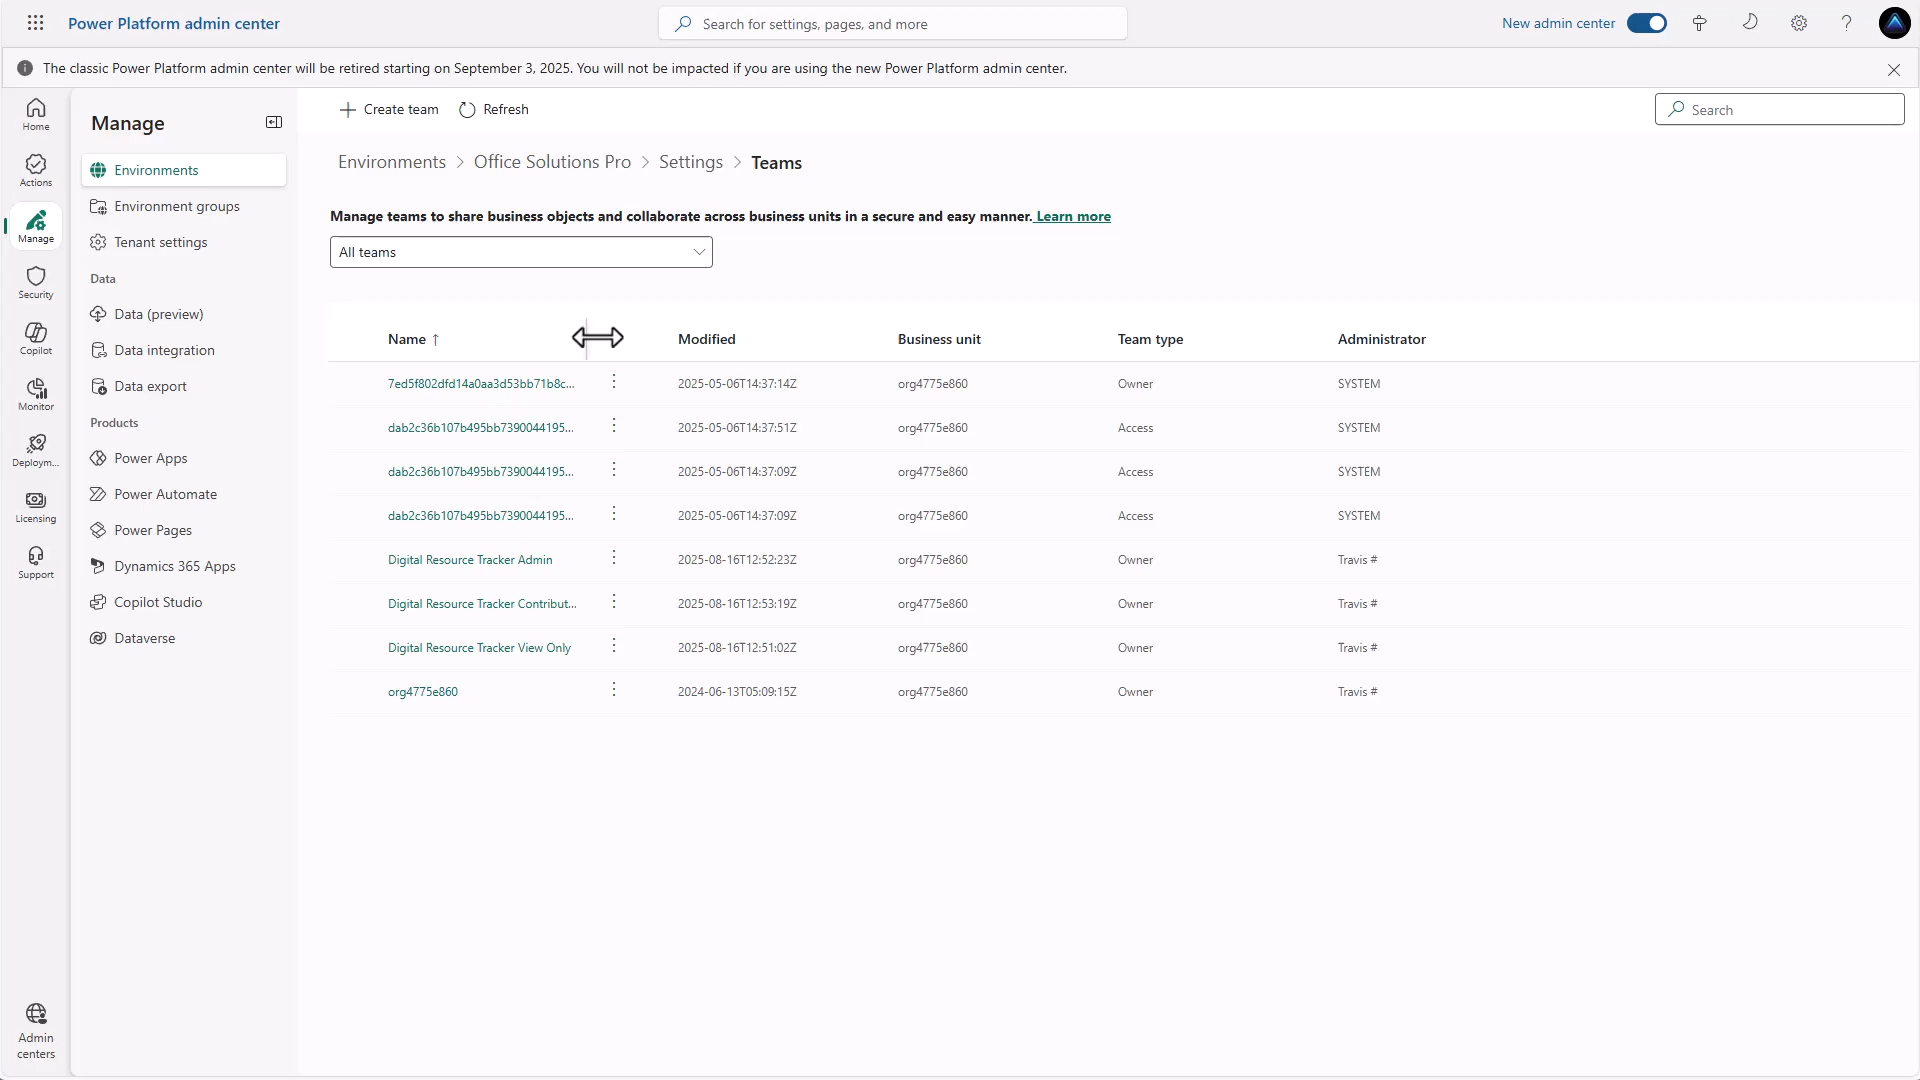 Power Platform admin center
Search for settings, pages, and more
New admin center
The classic Power Platform admin center will be retired starting on September 3, 2025. You will not be impacted if you are using the new Power Platform admin center.
Home
Actions
Manage
Security
Copilot
Monitor
Deploym...
Licensing
Support
Admin
centers
Manage
Environments
Environment groups
Tenant settings
Data
Data (preview)
Data integration
Data export
Products
Power Apps
Power Automate
Power Pages
Dynamics 365 Apps
Copilot Studio
Dataverse
Create team Refresh
Search
Environments > Office Solutions Pro > Settings > Teams
Manage teams to share business objects and collaborate across business units in a secure and easy manner. Learn more
All teams
Name ↑ Modified Business unit Team type Administrator
7ed5f802dfd14a0aa3d53bb71b8c... 2025-05-06T14:37:14Z org4775e860 Owner SYSTEM
dab2c36b107b495bb7390044195... 2025-05-06T14:37:51Z org4775e860 Access SYSTEM
dab2c36b107b495bb7390044195... 2025-05-06T14:37:09Z org4775e860 Access SYSTEM
dab2c36b107b495bb7390044195... 2025-05-06T14:37:09Z org4775e860 Access SYSTEM
Digital Resource Tracker Admin 2025-08-16T12:52:23Z org4775e860 Owner Travis #
Digital Resource Tracker Contribut... 2025-08-16T12:53:19Z org4775e860 Owner Travis #
Digital Resource Tracker View Only 2025-08-16T12:51:02Z org4775e860 Owner Travis #
org4775e860 2024-06-13T05:09:15Z org4775e860 Owner Travis #